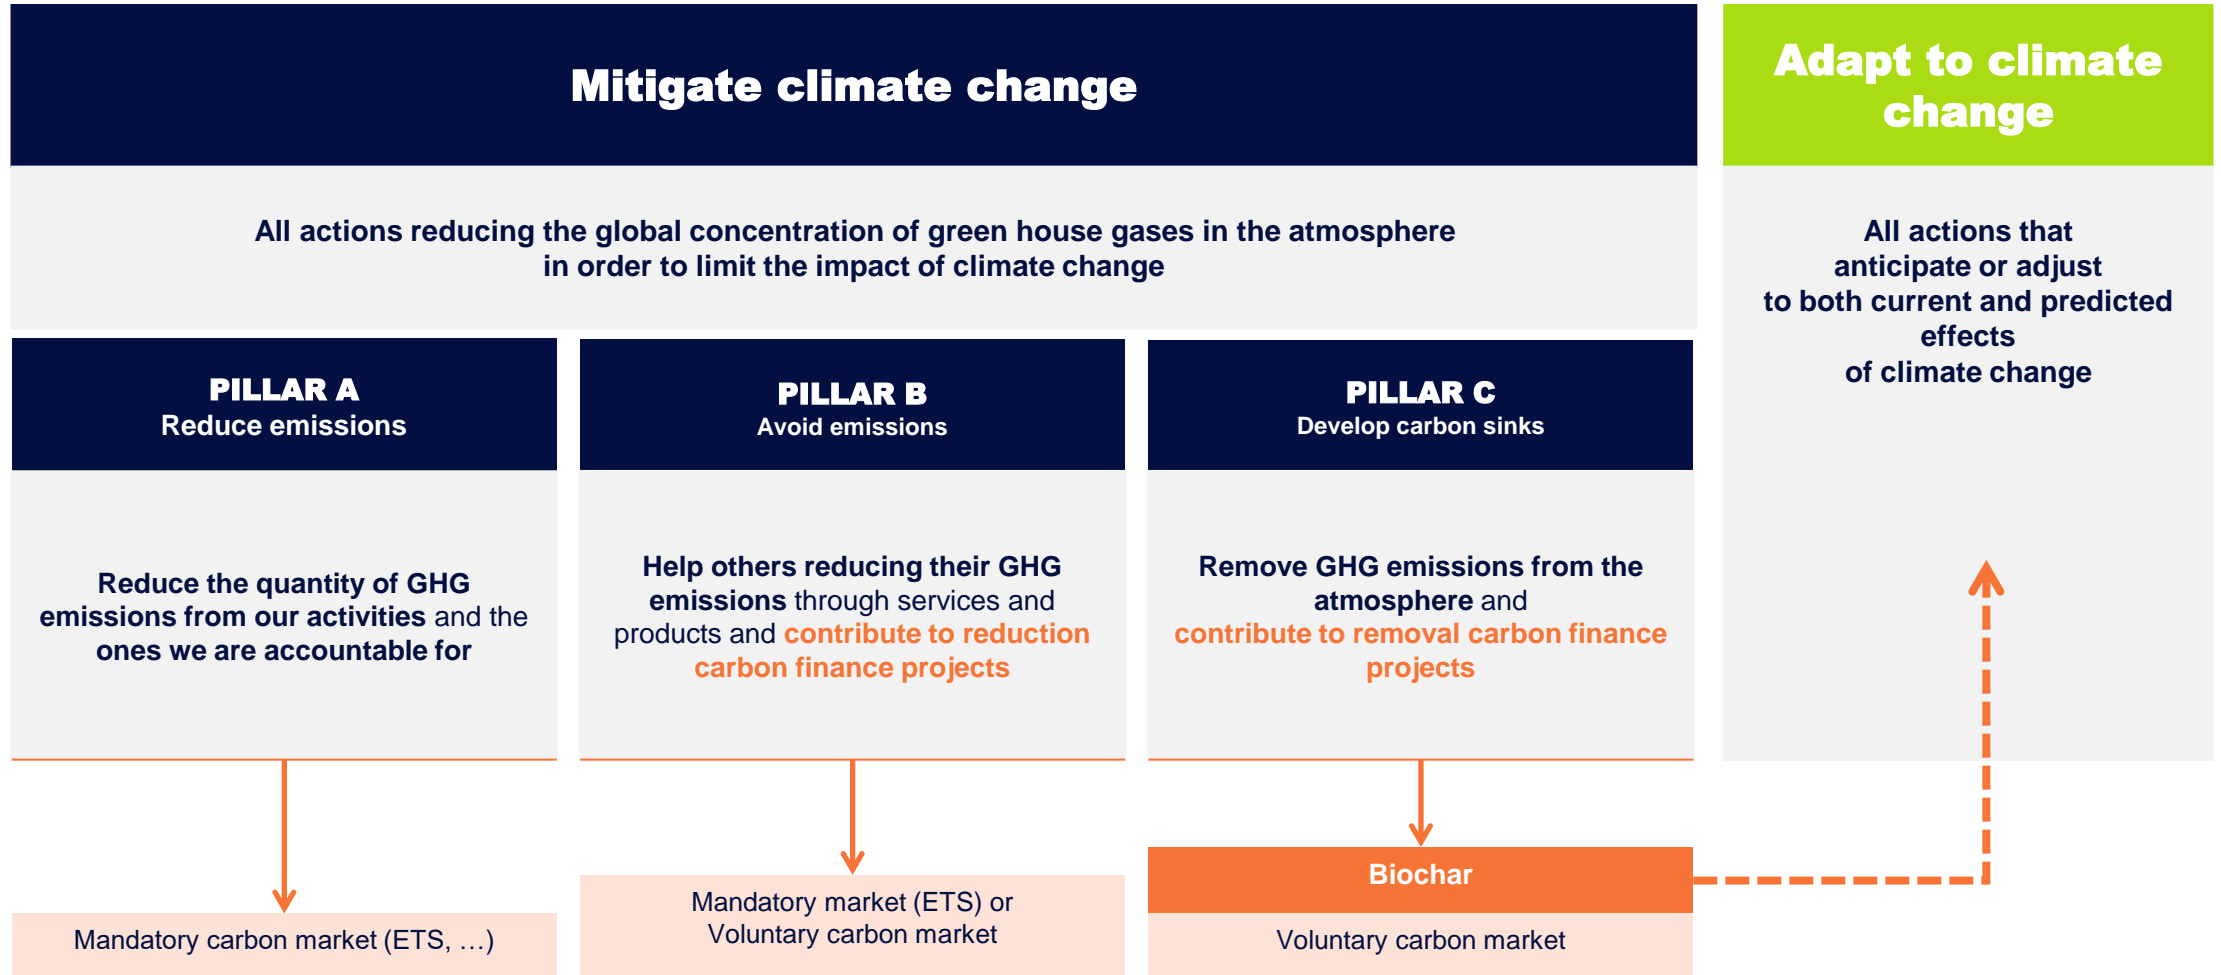 Mitigate climate change
All actions reducing the global concentration of green house gases in the atmosphere
in order to limit the impact of climate change
PILLAR A
Reduce emissions
Reduce the quantity of GHG
emissions from our activities and the
ones we are accountable for
Mandatory carbon market (ETS, …)
PILLAR B
Avoid emissions
Help others reducing their GHG
emissions through services and
products and contribute to reduction
carbon finance projects
Mandatory market (ETS) or
Voluntary carbon market
PILLAR C
Develop carbon sinks
Remove GHG emissions from the
atmosphere and
contribute to removal carbon finance
projects
Biochar
Voluntary carbon market
Adapt to climate
change
All actions that
anticipate or adjust
to both current and predicted
effects
of climate change